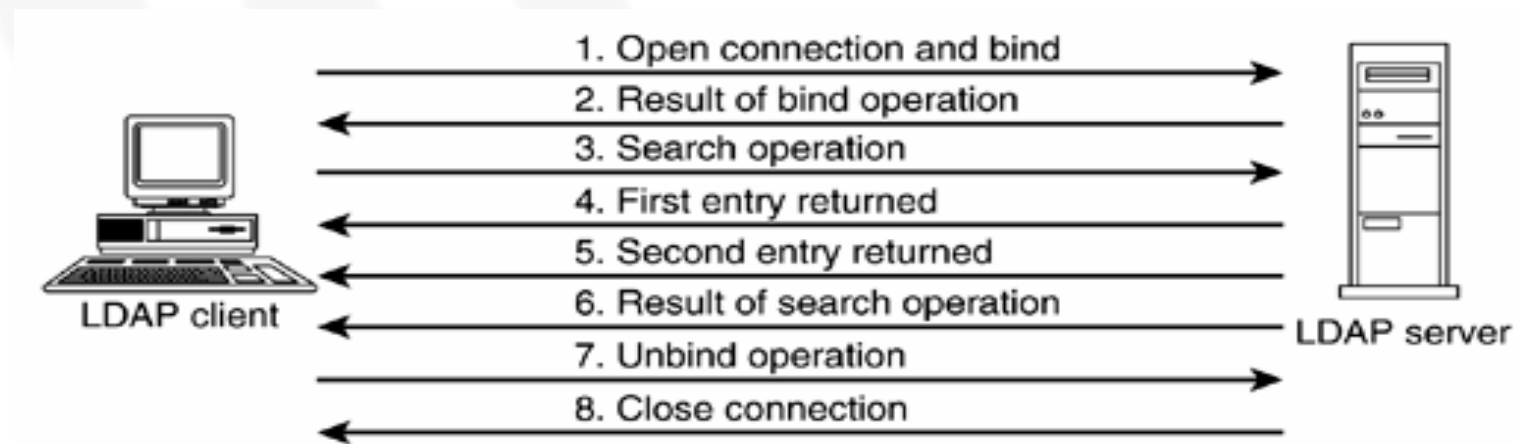 1. Open connection and bind
2. Result of bind operation
3. Search operation
4. First entry returned
5. Second entry returned
6. Result of search operation
7. Unbind operation
8. Close connection
LDAP client
LDAP server